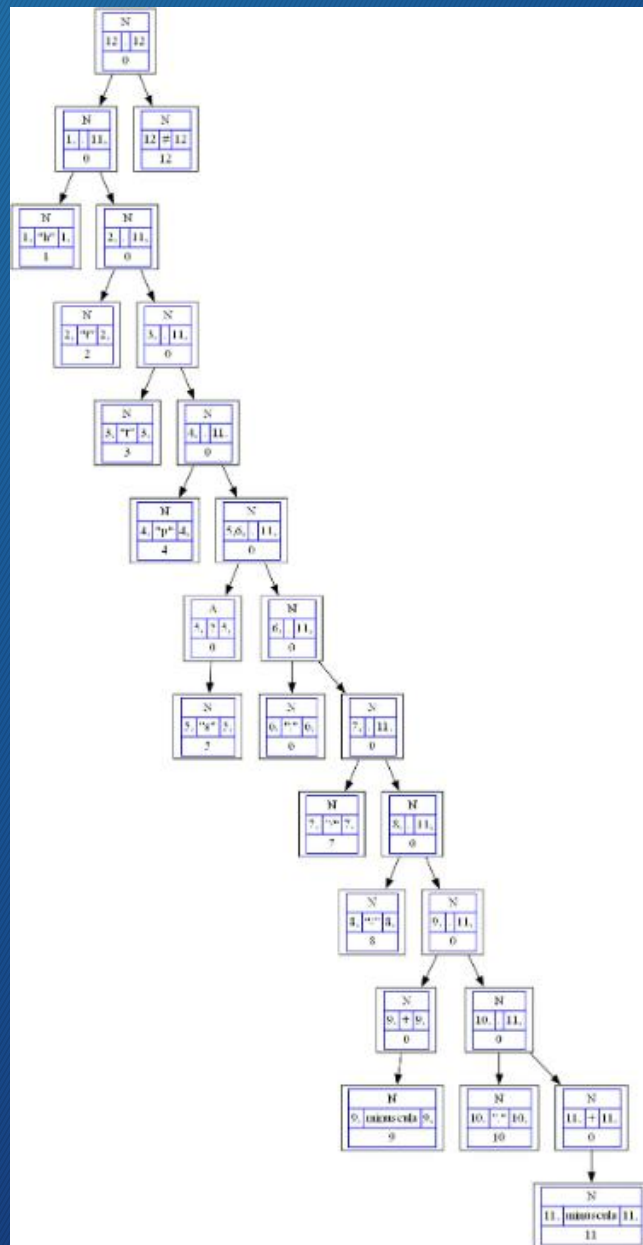 N
12 . 12
0
N
1, . 11,
0
N
12 # 12
12
N
1, "h" 1,
1
N
2, . 11,
0
N
2, "t" 2,
2
N
3, . 11,
0
N
3, "t" 3,
3
N
4, . 11,
0
N
4, "p" 4,
4
N
5,6, . 11,
0
A
5, ? 5,
0
N
6, . 11,
0
N
5, "s" 5,
5
N
6, ":" 6,
N
7, . 11,
0
N
7, 7,
7
N
8, . 11,
0
N
8, 8,
8
N
9, . 11,
0
N
9, + 9,
0
N
10, . 11,
0
N
9, minuscula 9,
9
N
10, "." 10,
10
N
11, + 11,
0
N
11, minuscula 11,
11